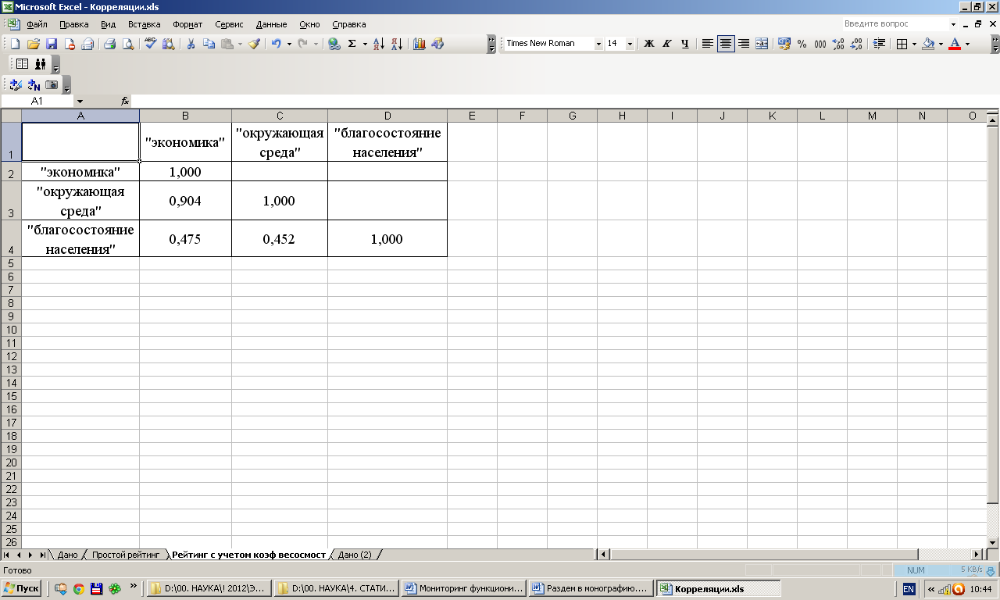 Microsoft Excel - Корреляции.xls
Файл Правка Вид Вставка Формат Сервис Данные Окно Справка Введите вопрос
Times New Roman 14 Ж К Ч % 000
A1 fx
A B C D E F G H I J K L M N O
1 "экономика" "окружающая среда" "благосостояние населения"
2 "экономика" 1,000
3 "окружающая среда" 0,904 1,000
4 "благосостояние населения" 0,475 0,452 1,000
5
6
7
8
9
10
11
12
13
14
15
16
17
18
19
20
21
22
23
24
25
26
Дано Простой рейтинг Рейтинг с учетом коэф весосмост Дано (2)
Готово NUM 5 KB/s
Пуск » D:\00. НАУКА\! 2012\Э... D:\00. НАУКА\4. СТАТИ... Мониторинг функциони... Раздем в монографию.... Корреляции.xls EN « 10:44